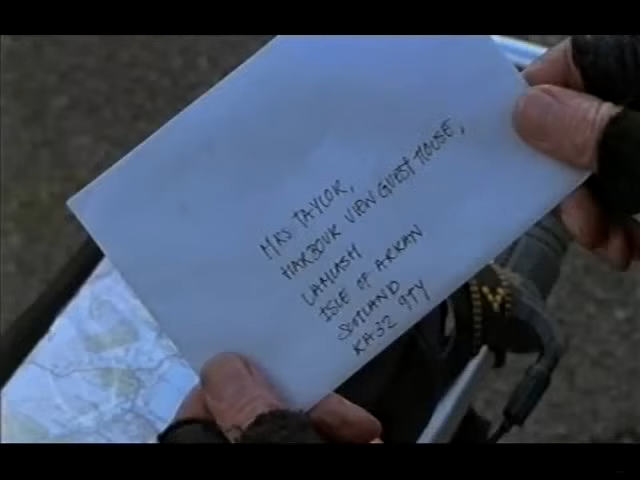 MRS TAYLOR,
HARBOUR VIEW GUEST HOUSE,
LAMLASH
ISLE OF ARRAN
SCOTLAND
KA32 9TY